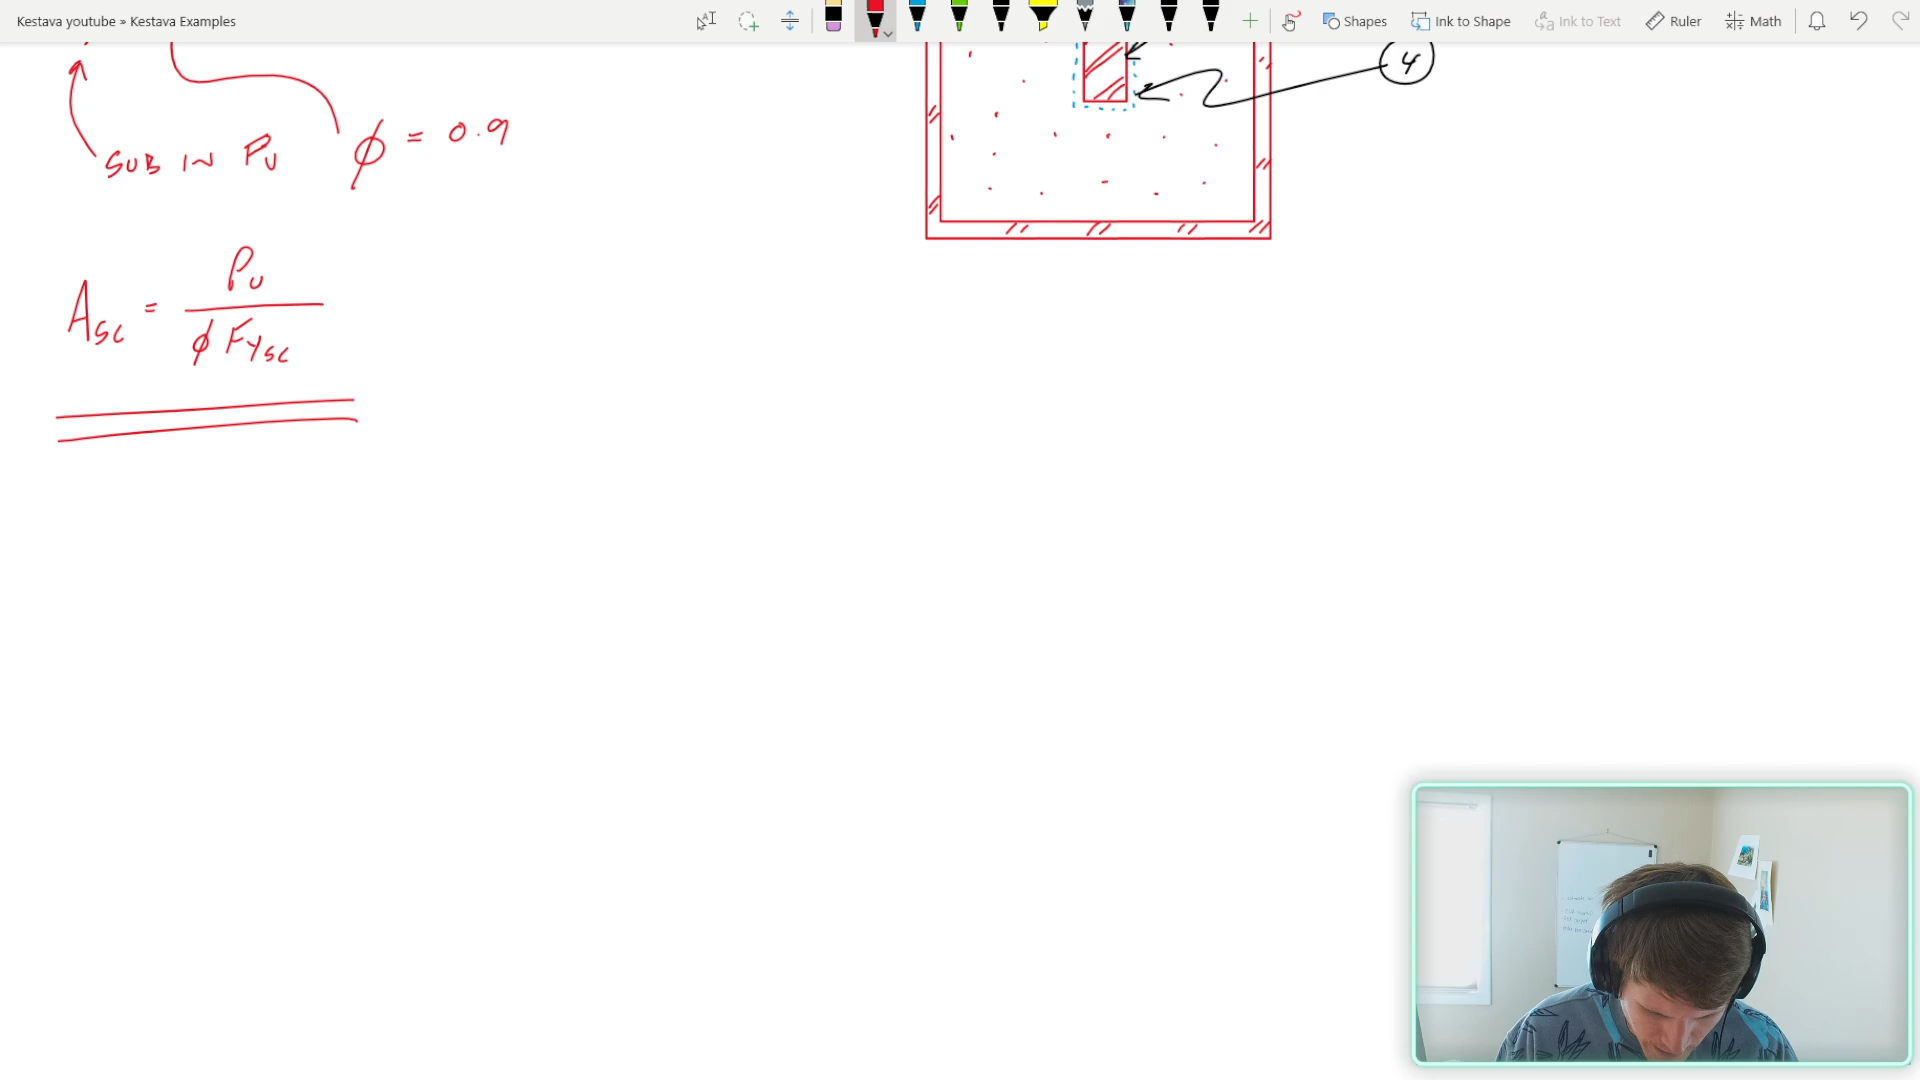 Kestava youtube » Kestava Examples
Shapes
Ink to Shape
Ink to Text
Ruler
Math
4
SUB IN Pu
ϕ = 0.9
Asc = Pu / ϕ Fysc